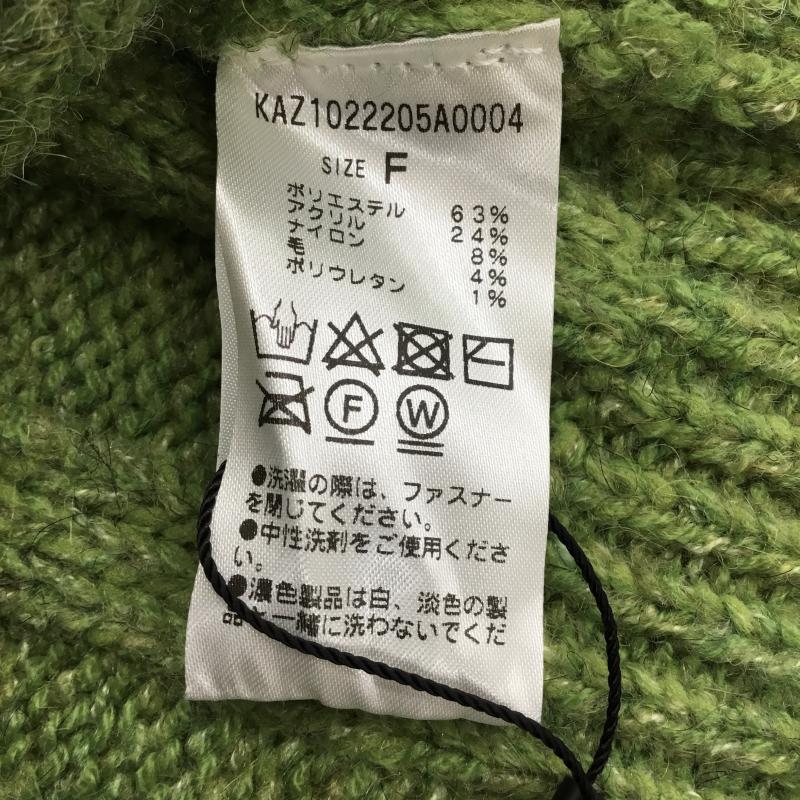 KAZ1022205A0004
SIZE F
ポリエステル 63%
アクリル 24%
ナイロン 8%
毛 4%
ポリウレタン 1%
F W
●洗濯の際は、ファスナー
を閉じてください。
●中性洗剤をご使用くださ
い。
●濃色製品は白、淡色の製
品と一緒に洗わないでくだ